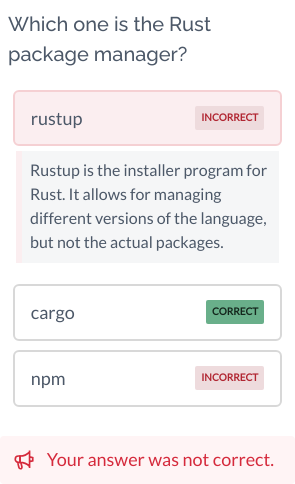 Which one is the Rust
package manager?
rustup INCORRECT
Rustup is the installer program for
Rust. It allows for managing
different versions of the language,
but not the actual packages.
cargo CORRECT
npm INCORRECT
Your answer was not correct.